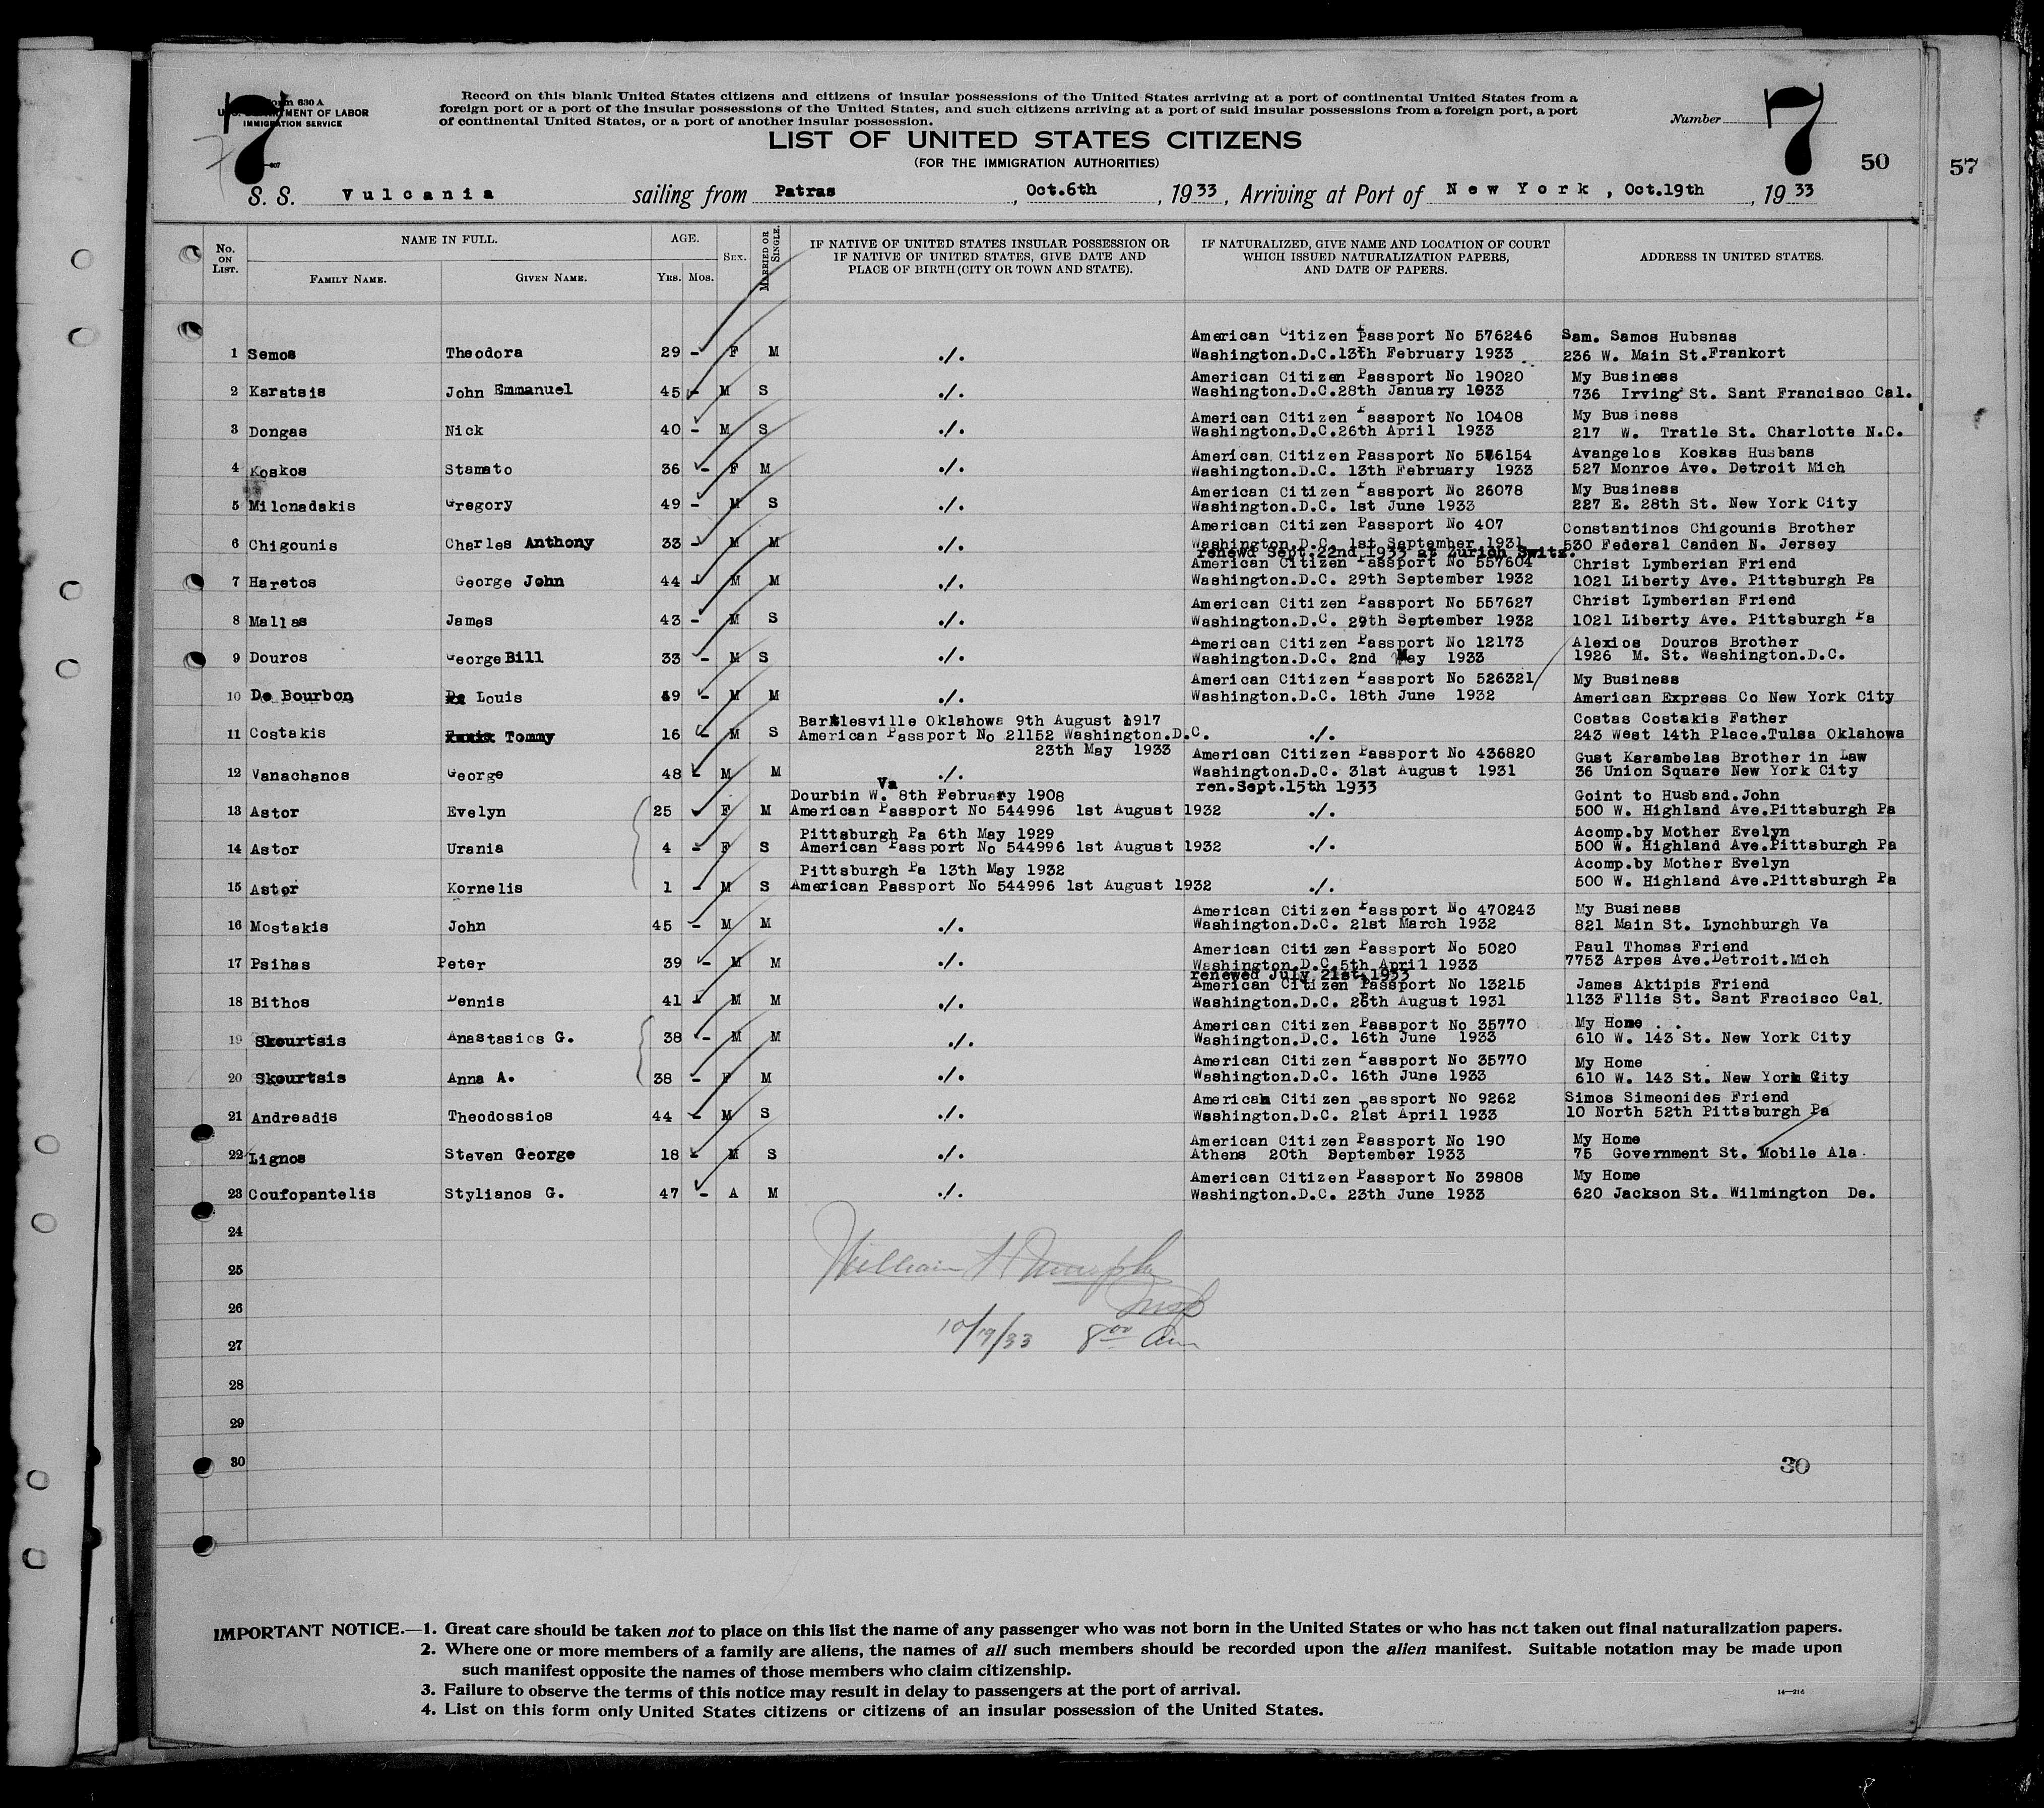 7
Form 630 A
U. S. DEPARTMENT OF LABOR
IMMIGRATION SERVICE
Record on this blank United States citizens and citizens of insular possessions of the United States arriving at a port of continental United States from a
foreign port or a port of the insular possessions of the United States, and such citizens arriving at a port of said insular possessions from a foreign port, a port
of continental United States, or a port of another insular possession.
Number 7
LIST OF UNITED STATES CITIZENS
(FOR THE IMMIGRATION AUTHORITIES)
50
57
S. S. Vulcania sailing from Patras, Oct.6th, 1933, Arriving at Port of New York, Oct.19th, 1933
No. ON LIST. NAME IN FULL. AGE. SEX. MARRIED OR SINGLE. IF NATIVE OF UNITED STATES INSULAR POSSESSION OR IF NATIVE OF UNITED STATES, GIVE DATE AND PLACE OF BIRTH (CITY OR TOWN AND STATE). IF NATURALIZED, GIVE NAME AND LOCATION OF COURT WHICH ISSUED NATURALIZATION PAPERS, AND DATE OF PAPERS. ADDRESS IN UNITED STATES.
FAMILY NAME. GIVEN NAME. YRS. MOS.
American Citizen Passport No 576246 Sam. Samos Hubsnas
1 Semos Theodora 29 - F M ./. Washington.D.C.13th February 1933 236 W. Main St.Frankort
American Citizen Passport No 19020 My Business
2 Karatsis John Emmanuel 45 - M S ./. Washington.D.C.28th January 1933 736 Irving St. Sant Francisco Cal.
American Citizen Passport No 10408 My Business
3 Dongas Nick 40 - M S ./. Washington.D.C.26th April 1933 217 W. Tratle St. Charlotte N.C.
American Citizen Passport No 576154 Avangelos Koskas Husbans
4 Koskos Stamato 36 - F M ./. Washington.D.C. 13th February 1933 527 Monroe Ave. Detroit Mich
American Citizen Passport No 26078 My Business
5 Milonadakis Gregory 49 - M S ./. Washington.D.C. 1st June 1933 227 E. 28th St. New York City
American Citizen Passport No 407 Constantinos Chigounis Brother
6 Chigounis Charles Anthony 33 - M M ./. Washington.D.C. 1st September 1931 530 Federal Canden N. Jersey
renewd Sept.22nd 1933 at Zurich Switz.
American Citizen Passport No 557604 Christ Lymberian Friend
7 Haretos George John 44 - M M ./. Washington.D.C. 29th September 1932 1021 Liberty Ave. Pittsburgh Pa
American Citizen Passport No 557627 Christ Lymberian Friend
8 Mallas James 43 - M S ./. Washington.D.C. 29th September 1932 1021 Liberty Ave. Pittsburgh Pa
American Citizen Passport No 12173 Alexios Douros Brother
9 Douros George Bill 33 - M S ./. Washington.D.C. 2nd May 1933 1926 M. St. Washington.D.C.
American Citizen Passport No 526321 My Business
10 De Bourbon Louis 49 - M M ./. Washington.D.C. 18th June 1932 American Express Co New York City
Bartlesville Oklahowa 9th August 1917 Costas Costakis Father
11 Costakis Tommy 16 - M S American Passport No 21152 Washington.D.C. ./. 243 West 14th Place.Tulsa Oklahowa
23th May 1933
American Citizen Passport No 436820 Gust Karambelas Brother in Law
12 Vanachanos George 48 - M M ./. Washington.D.C. 31st August 1931 36 Union Square New York City
ren.Sept.15th 1933
Va
Dourbin W. 8th February 1908 Goint to Husband.John
13 Astor Evelyn 25 F M American Passport No 544996 1st August 1932 ./. 500 W. Highland Ave.Pittsburgh Pa
Pittsburgh Pa 6th May 1929 Acomp.by Mother Evelyn
14 Astor Urania 4 - F S American Passport No 544996 1st August 1932 ./. 500 W. Highland Ave.Pittsburgh Pa
Pittsburgh Pa 13th May 1932 Acomp.by Mother Evelyn
15 Astor Kornelis 1 - M S American Passport No 544996 1st August 1932 ./. 500 W. Highland Ave.Pittsburgh Pa
American Citizen Passport No 470243 My Business
16 Mostakis John 45 - M M ./. Washington.D.C. 21st March 1932 821 Main St. Lynchburgh Va
American Citizen Passport No 5020 Paul Thomas Friend
17 Psihas Peter 39 - M M ./. Washington.D.C.5th April 1933 7753 Arpes Ave.Detroit.Mich
renewed July 21st.1933
American Citizen Passport No 13215 James Aktipis Friend
18 Bithos Dennis 41 - M M ./. Washington.D.C. 26th August 1931 1133 Fllis St. Sant Fracisco Cal.
American Citizen Passport No 35770 My Home
19 Skourtsis Anastasios G. 38 - M M ./. Washington.D.C. 16th June 1933 610 W. 143 St. New York City
American Citizen Passport No 35770 My Home
20 Skourtsis Anna A. 38 - F M ./. Washington.D.C. 16th June 1933 610 W. 143 St. New York City
American Citizen Passport No 9262 Simos Simeonides Friend
21 Andreadis Theodossios 44 - M S ./. Washington.D.C. 21st April 1933 10 North 52th Pittsburgh Pa
American Citizen Passport No 190 My Home
22 Lignos Steven George 18 - M S ./. Athens 20th September 1933 75 Government St. Mobile Ala.
American Citizen Passport No 39808 My Home
23 Coufopantelis Stylianos G. 47 - A M ./. Washington.D.C. 23th June 1933 620 Jackson St. Wilmington De.
24
25 William H Murphy
26 Insp
27 10/19/33 8 00 Am
28
29
30 30
IMPORTANT NOTICE.—1. Great care should be taken not to place on this list the name of any passenger who was not born in the United States or who has not taken out final naturalization papers.
2. Where one or more members of a family are aliens, the names of all such members should be recorded upon the alien manifest. Suitable notation may be made upon
such manifest opposite the names of those members who claim citizenship.
3. Failure to observe the terms of this notice may result in delay to passengers at the port of arrival.
4. List on this form only United States citizens or citizens of an insular possession of the United States.